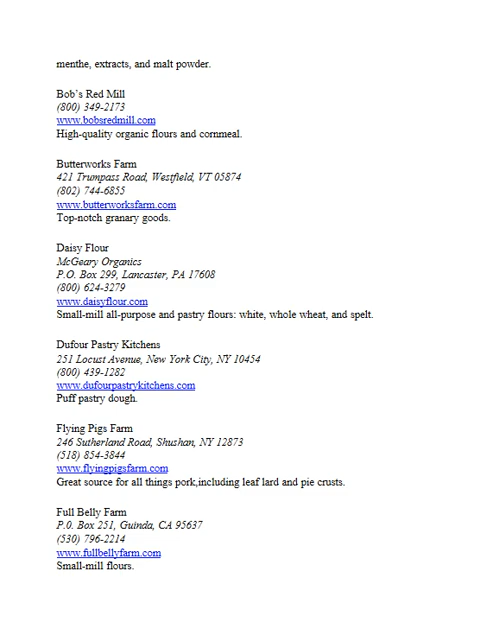 menthe, extracts, and malt powder.
Bob’s Red Mill
(800) 349-2173
www.bobsredmill.com
High-quality organic flours and cornmeal.
Butterworks Farm
421 Trumpass Road, Westfield, VT 05874
(802) 744-6855
www.butterworksfarm.com
Top-notch granary goods.
Daisy Flour
McGeary Organics
P.O. Box 299, Lancaster, PA 17608
(800) 624-3279
www.daisyflour.com
Small-mill all-purpose and pastry flours: white, whole wheat, and spelt.
Dufour Pastry Kitchens
251 Locust Avenue, New York City, NY 10454
(800) 439-1282
www.dufourpastrykitchens.com
Puff pastry dough.
Flying Pigs Farm
246 Sutherland Road, Shushan, NY 12873
(518) 854-3844
www.flyingpigsfarm.com
Great source for all things pork,including leaf lard and pie crusts.
Full Belly Farm
P.0. Box 251, Guinda, CA 95637
(530) 796-2214
www.fullbellyfarm.com
Small-mill flours.